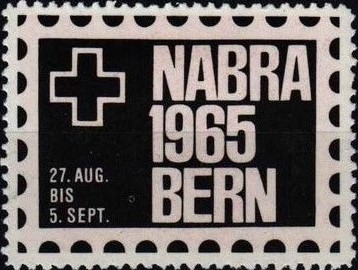 NABRA
1965
BERN
27. AUG.
BIS
5. SEPT.